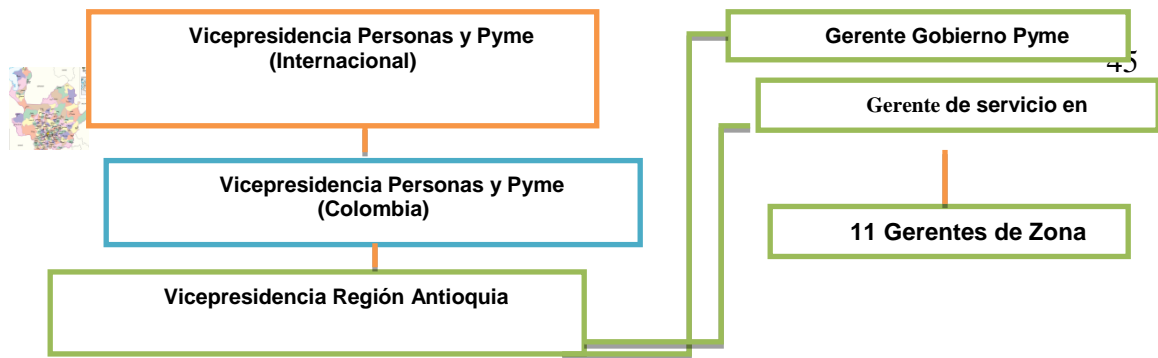 Vicepresidencia Personas y Pyme
(Internacional)
Vicepresidencia Personas y Pyme
(Colombia)
Vicepresidencia Región Antioquia
Gerente Gobierno Pyme
45
Gerente de servicio en
11 Gerentes de Zona